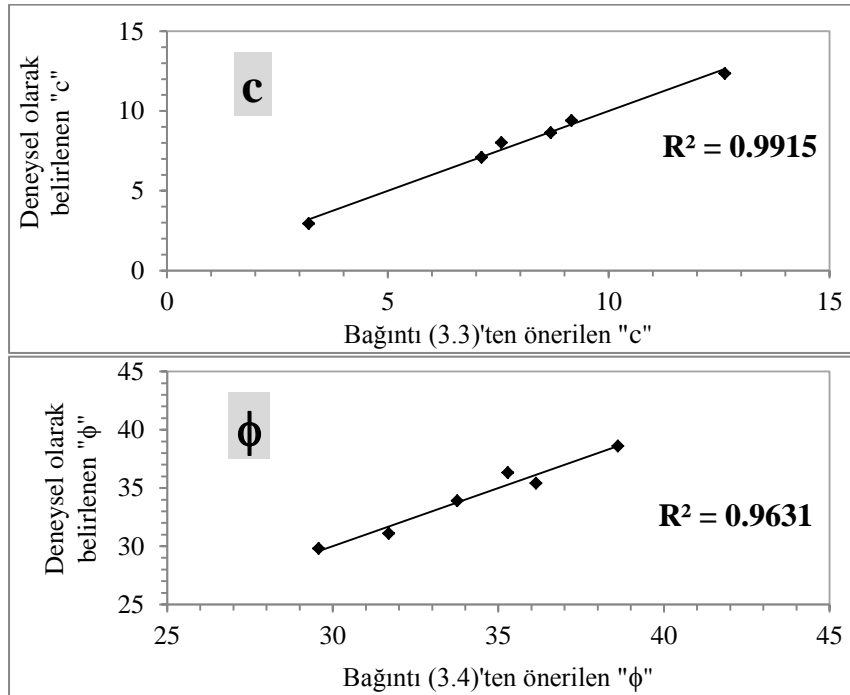 15
10
5
0
Deneysel olarak
belirlenen "c"
c
R² = 0.9915
0 5 10 15
Bağıntı (3.3)'ten önerilen "c"
45
40
35
30
25
Deneysel olarak
belirlenen "ϕ"
ϕ
R² = 0.9631
25 30 35 40 45
Bağıntı (3.4)'ten önerilen "ϕ"